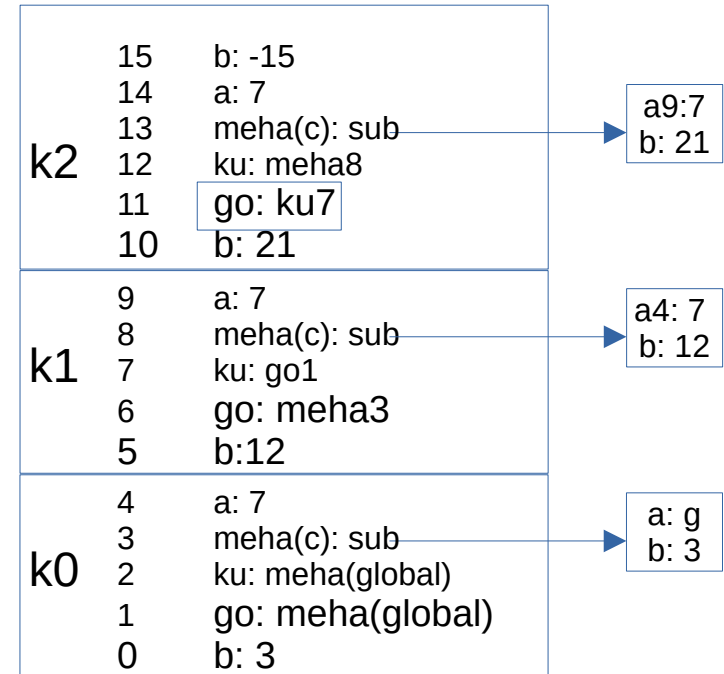 15 b: -15
14 a: 7
13 meha(c): sub
a9:7
b: 21
k2
12 ku: meha8
11 go: ku7
10 b: 21
9 a: 7
8 meha(c): sub
a4: 7
b: 12
k1
7 ku: go1
6 go: meha3
5 b:12
4 a: 7
3 meha(c): sub
a: g
b: 3
k0
2 ku: meha(global)
1 go: meha(global)
0 b: 3